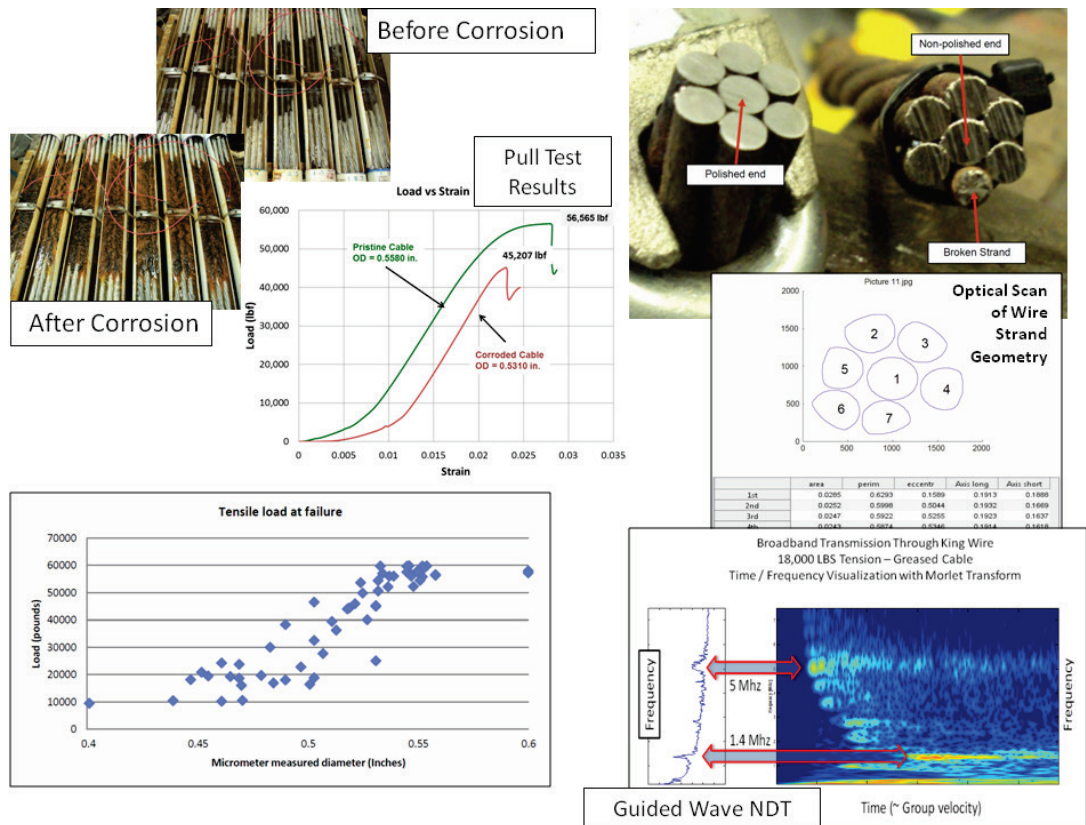 Before Corrosion
After Corrosion
Pull Test
Results
Load vs Strain
Load (lbf)
60,000
50,000
40,000
30,000
20,000
10,000
0
0
0.005
0.01
0.015
0.02
0.025
0.03
0.035
Strain
56,565 lbf
45,207 lbf
Pristine Cable
OD = 0.5580 in.
Corroded Cable
OD = 0.5310 in.
Non-polished end
Polished end
Broken Strand
Picture 11.jpg
Optical Scan
of Wire
Strand
Geometry
2000
1500
1000
500
0
0
500
1000
1500
2000
2
3
5
1
4
6
7
area perim eccentr Axis long Axis short
1st 0.0285 0.6293 0.1589 0.1913 0.1888
2nd 0.0252 0.5998 0.5044 0.1932 0.1669
3rd 0.0247 0.5922 0.5255 0.1923 0.1637
Tensile load at failure
Load (pounds)
70000
60000
50000
40000
30000
20000
10000
0
0.4
0.45
0.5
0.55
0.6
Micrometer measured diameter (Inches)
Broadband Transmission Through King Wire
18,000 LBS Tension – Greased Cable
Time / Frequency Visualization with Morlet Transform
Frequency
5 Mhz
1.4 Mhz
Frequency
Guided Wave NDT
Time (~ Group velocity)